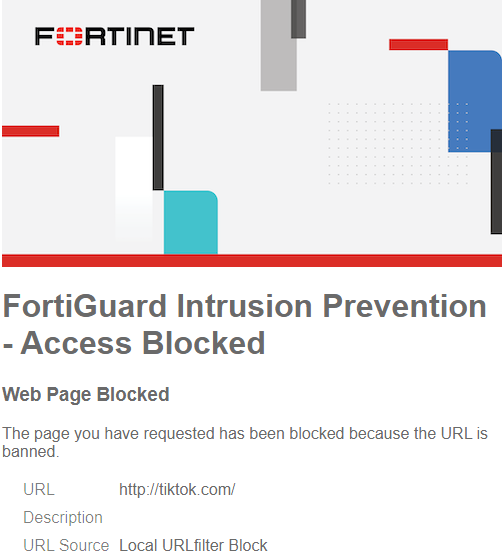 FORTINET
FortiGuard Intrusion Prevention
- Access Blocked
Web Page Blocked
The page you have requested has been blocked because the URL is
banned.
URL http://tiktok.com/
Description
URL Source Local URLfilter Block